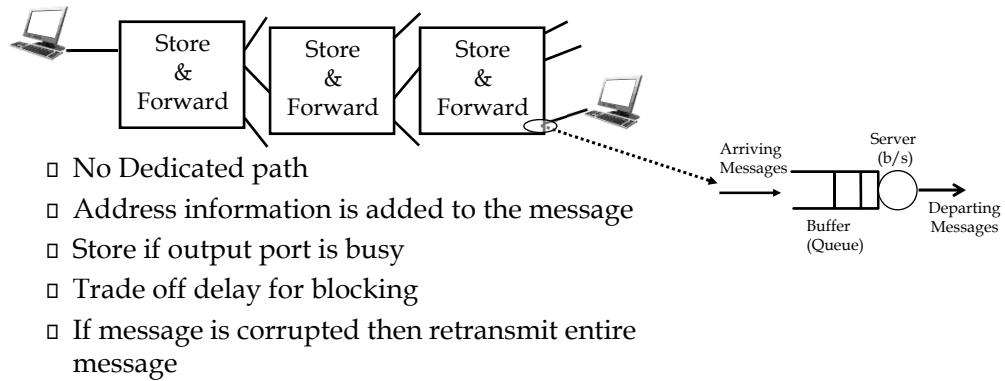 Store
&
Forward
Store
&
Forward
Store
&
Forward
Arriving
Messages
Server
(b/s)
Buffer
(Queue)
Departing
Messages
▯ No Dedicated path
▯ Address information is added to the message
▯ Store if output port is busy
▯ Trade off delay for blocking
▯ If message is corrupted then retransmit entire
message